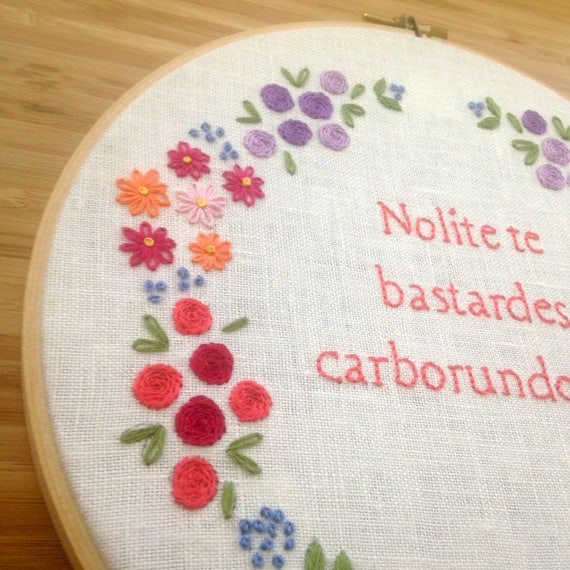 Nolite te
bastardes
carborundo